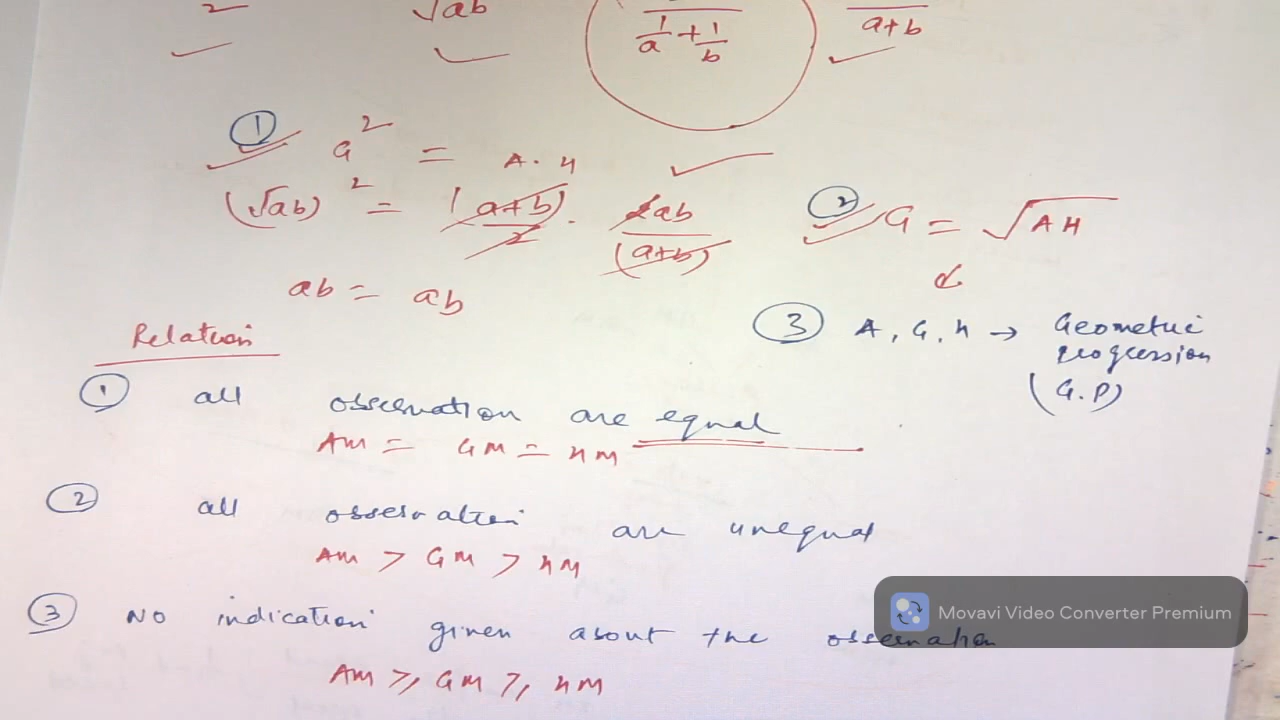 2 √ab 1/a + 1/b a+b
① G² = A. H
(√ab)² = (a+b)/2 . 2ab/(a+b)
② G = √AH
ab = ab
③ A, G, H → Geometric
progression
(G.P)
Relation
① all observation are equal
AM = GM = HM
② all observation are unequal
AM > GM > HM
③ No indication given about the observation
AM ≥ GM ≥ HM
Movavi Video Converter Premium